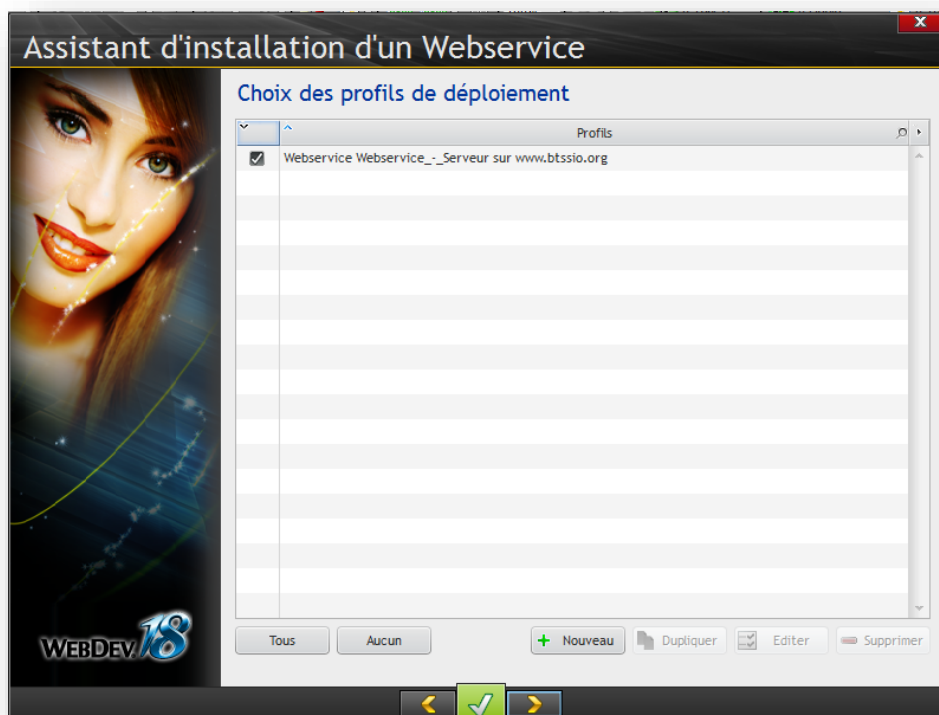 Assistant d'installation d'un Webservice
Choix des profils de déploiement
Profils
Webservice Webservice_-_Serveur sur www.btssio.org
WEBDEV 18
Tous Aucun Nouveau Dupliquer Editer Supprimer